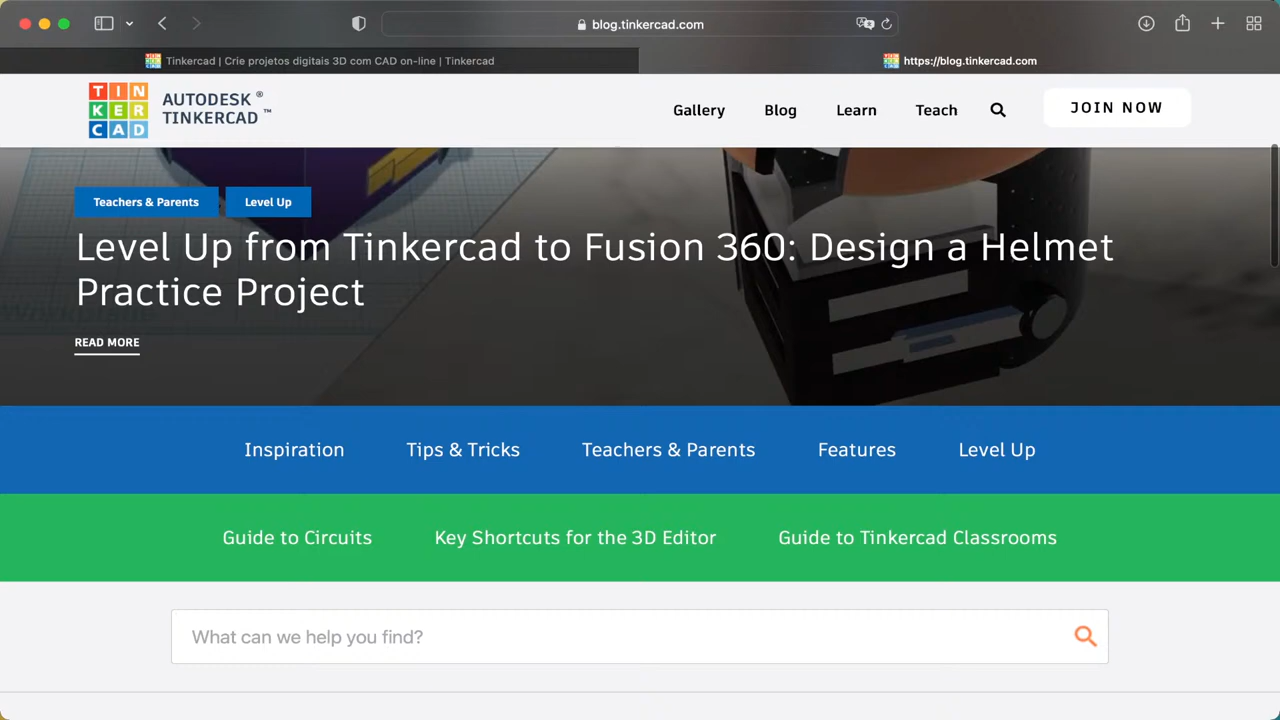 blog.tinkercad.com
Tinkercad | Crie projetos digitais 3D com CAD on-line | Tinkercad
https://blog.tinkercad.com
TIN
KER
CAD
AUTODESK ®
TINKERCAD ™
Gallery
Blog
Learn
Teach
JOIN NOW
Teachers & Parents
Level Up
Level Up from Tinkercad to Fusion 360: Design a Helmet
Practice Project
READ MORE
Inspiration
Tips & Tricks
Teachers & Parents
Features
Level Up
Guide to Circuits
Key Shortcuts for the 3D Editor
Guide to Tinkercad Classrooms
What can we help you find?